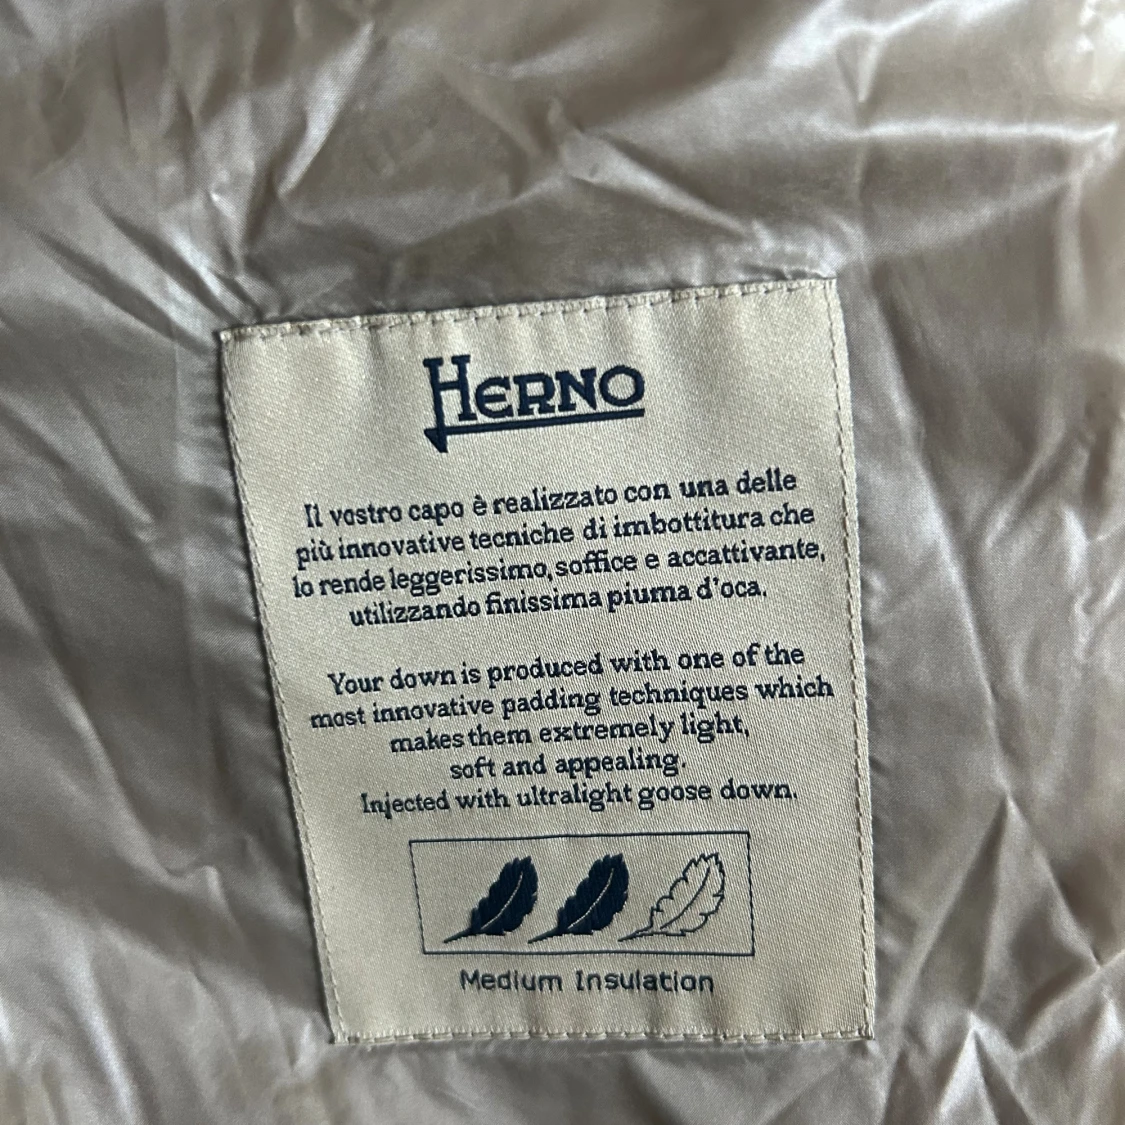 HERNO
Il vostro capo è realizzato con una delle
più innovative tecniche di imbottitura che
lo rende leggerissimo, soffice e accattivante,
utilizzando finissima piuma d'oca.
Your down is produced with one of the
most innovative padding techniques which
makes them extremely light,
soft and appealing.
Injected with ultralight goose down.
Medium Insulation